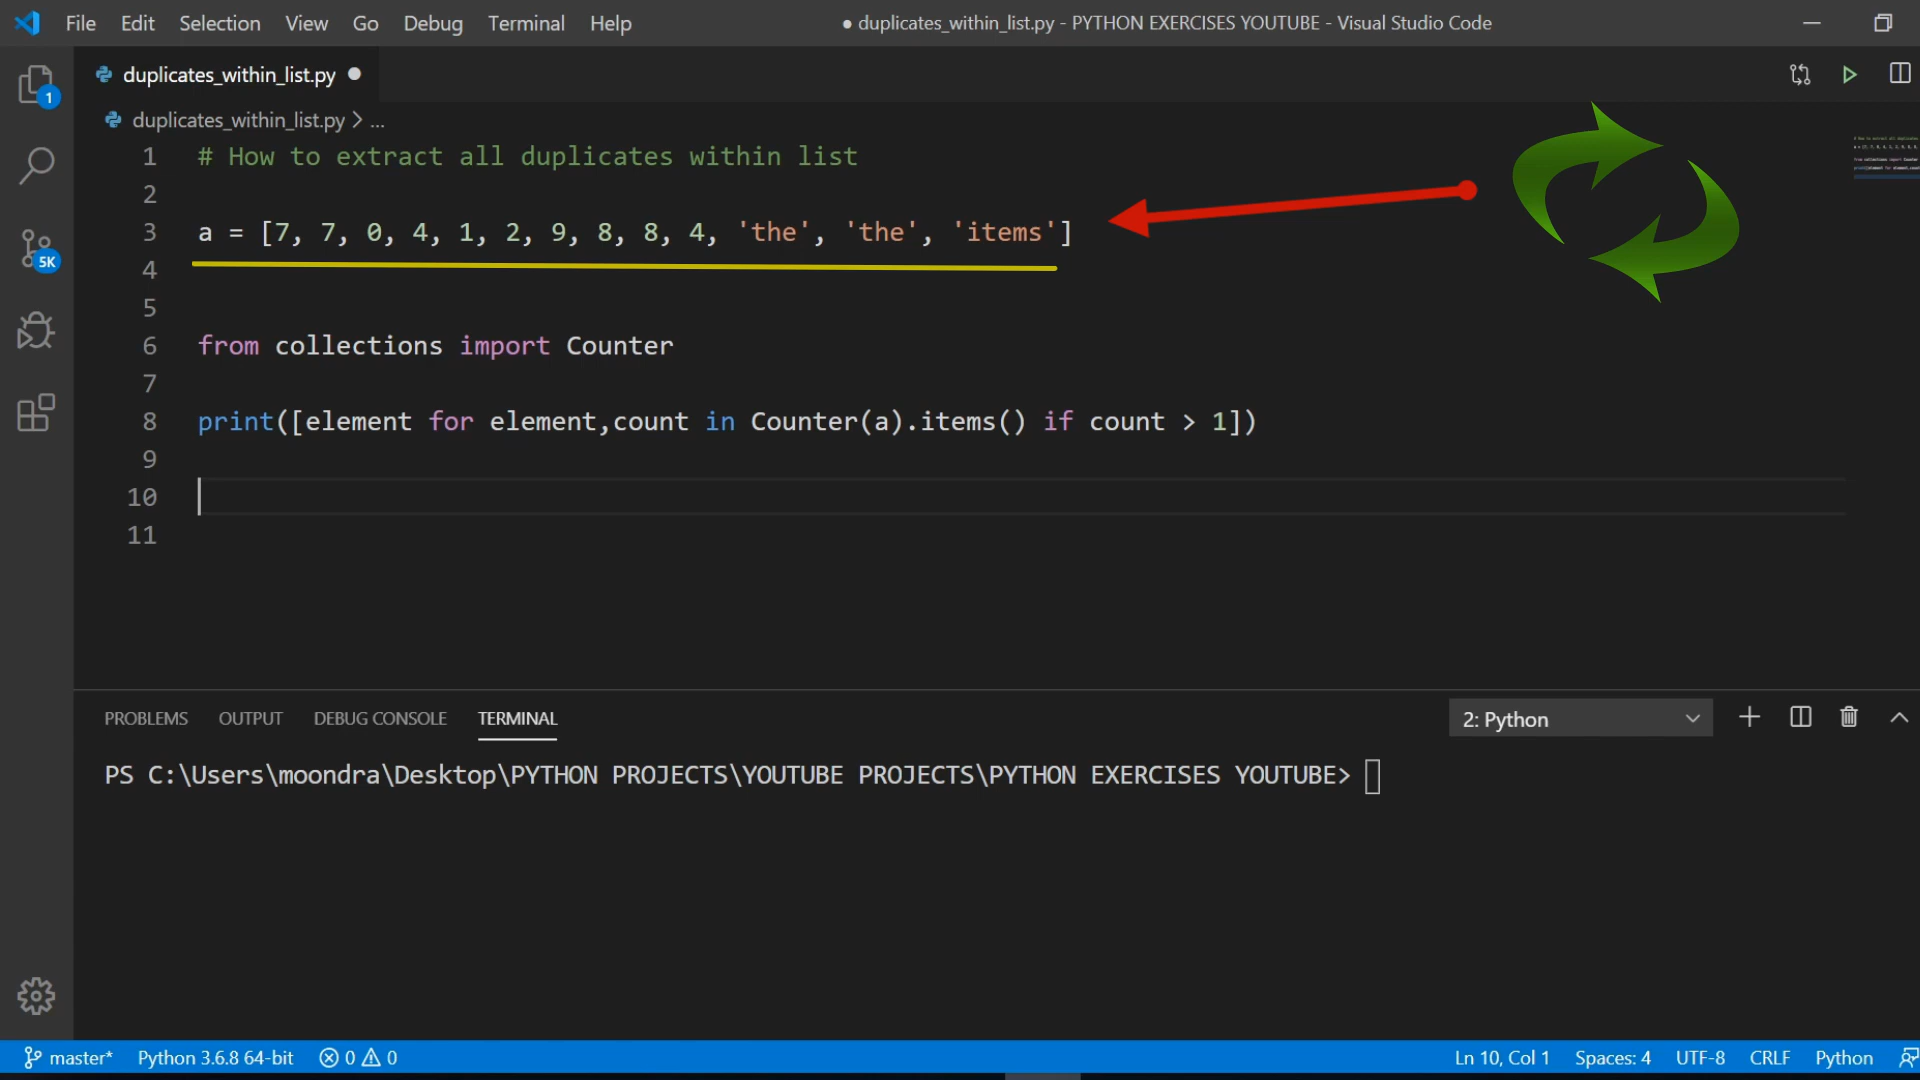 File Edit Selection View Go Debug Terminal Help ● duplicates_within_list.py - PYTHON EXERCISES YOUTUBE - Visual Studio Code
duplicates_within_list.py ●
1
duplicates_within_list.py > ...
1 # How to extract all duplicates within list
2
3 a = [7, 7, 0, 4, 1, 2, 9, 8, 8, 4, 'the', 'the', 'items']
5K
4
5
6 from collections import Counter
7
8 print([element for element,count in Counter(a).items() if count > 1])
9
10
11
PROBLEMS OUTPUT DEBUG CONSOLE TERMINAL 2: Python
PS C:\Users\moondra\Desktop\PYTHON PROJECTS\YOUTUBE PROJECTS\PYTHON EXERCISES YOUTUBE>
master* Python 3.6.8 64-bit 0 0 Ln 10, Col 1 Spaces: 4 UTF-8 CRLF Python